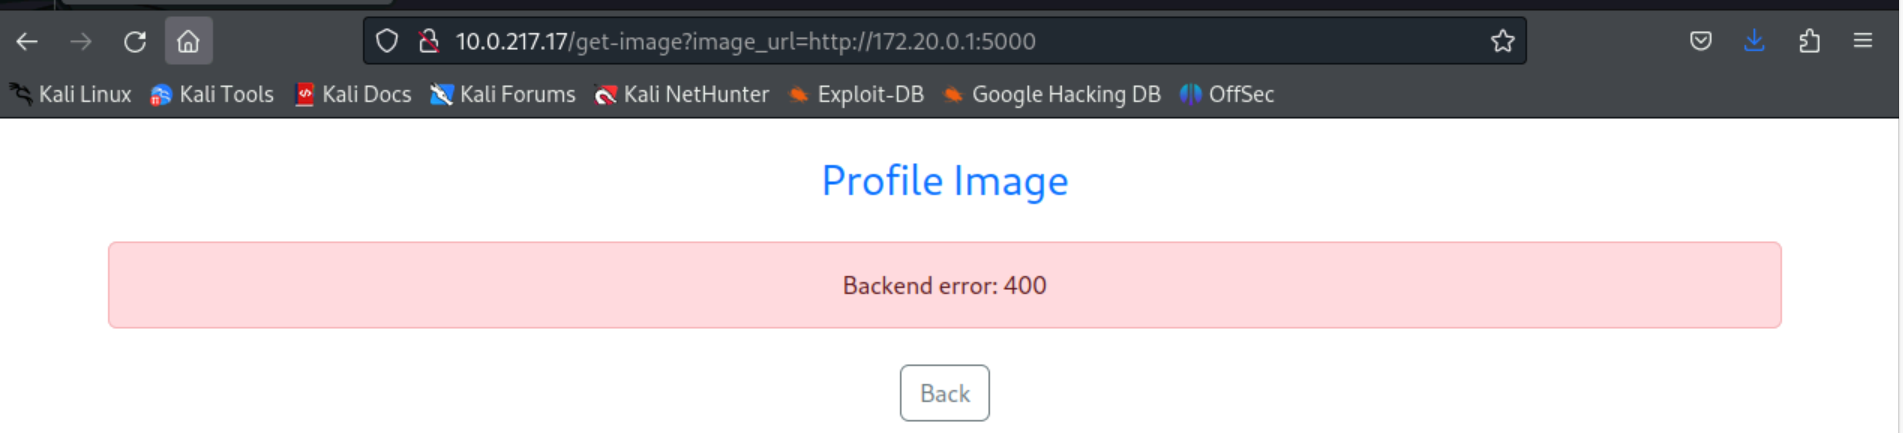 10.0.217.17/get-image?image_url=http://172.20.0.1:5000
Kali Linux Kali Tools Kali Docs Kali Forums Kali NetHunter Exploit-DB Google Hacking DB OffSec
Profile Image
Backend error: 400
Back